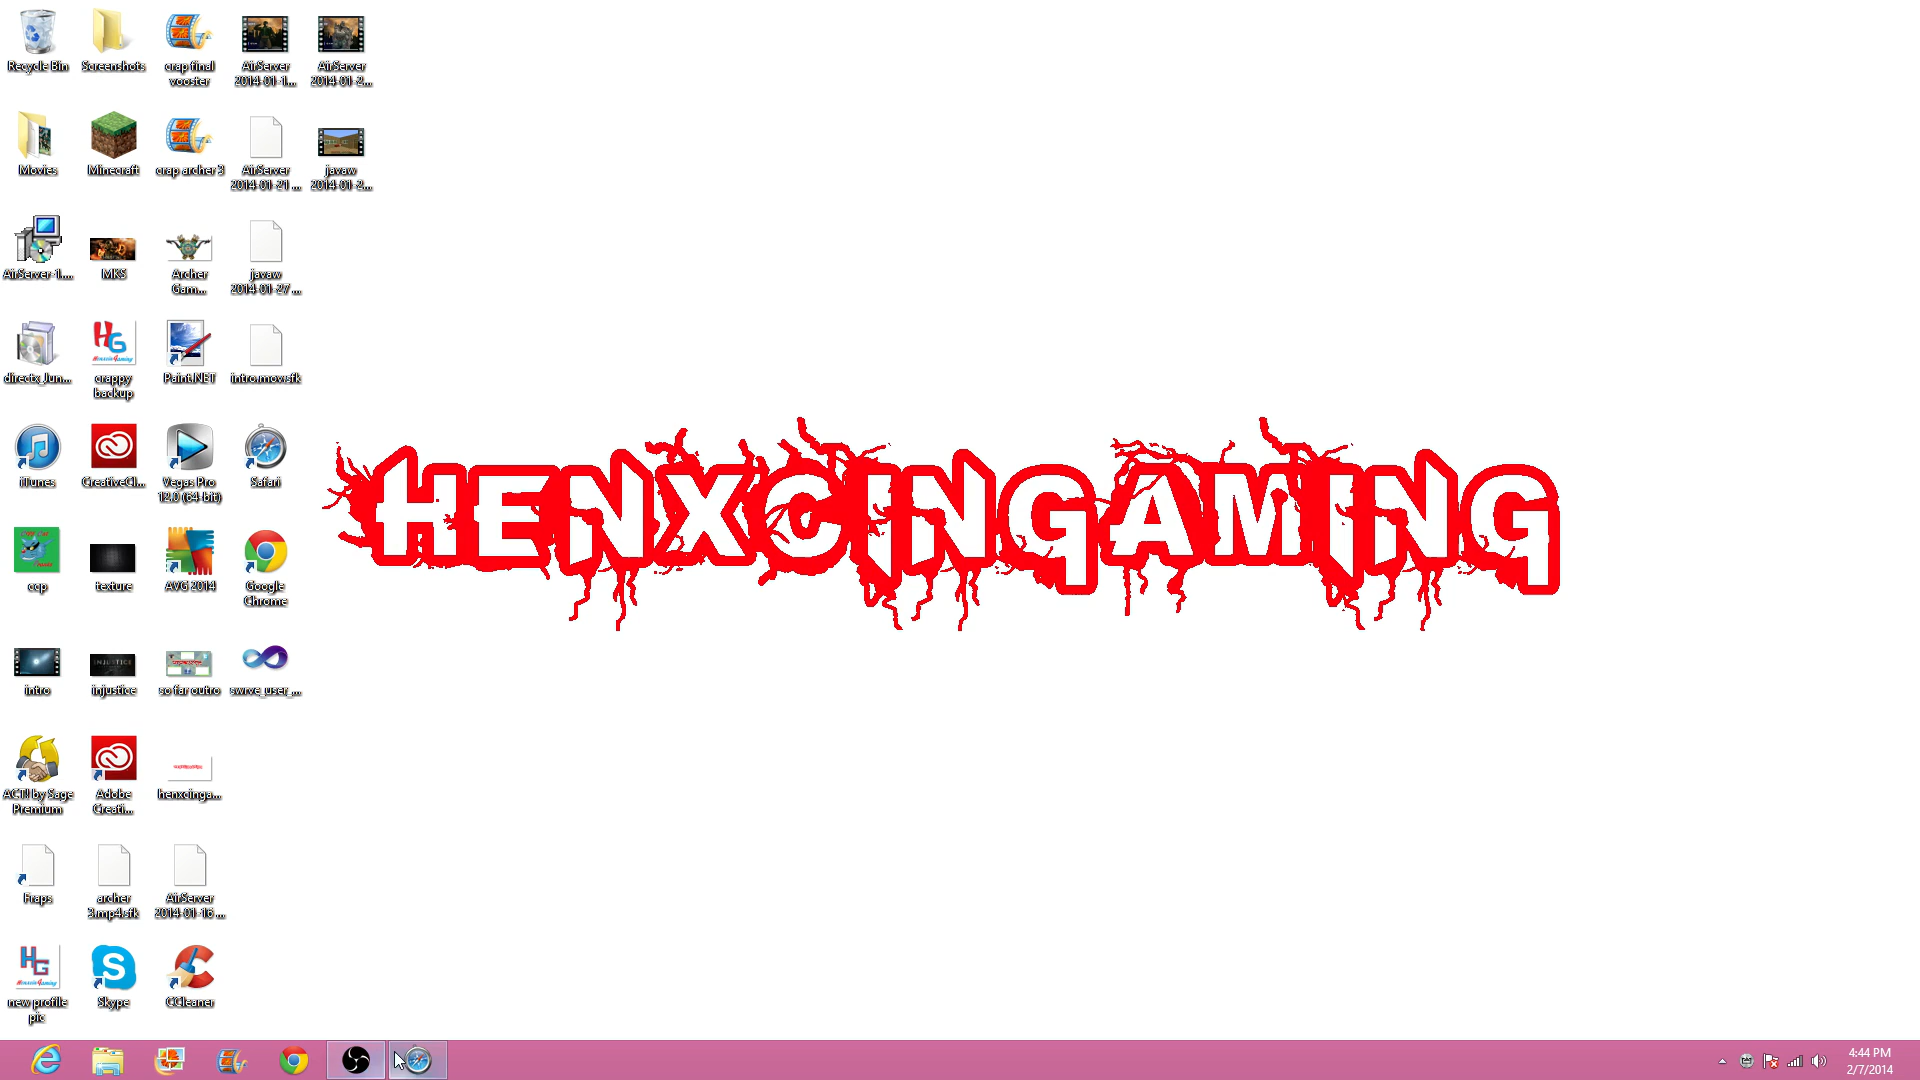 Recycle Bin
Screenshots
crap final
vooster
AirServer
2014-01-1...
AirServer
2014-01-2...
Movies
Minecraft
crap archer 3
AirServer
2014-01-21 ...
javaw
2014-01-2...
AirServer-1....
MKS
Archer
Gam...
javaw
2014-01-27 ...
directx_Jun...
crappy
backup
Paint.NET
intro.mov.sfk
iTunes
CreativeCl...
Vegas Pro
12.0 (64-bit)
Safari
HENXCINGAMING
ccp
texture
AVG 2014
Google
Chrome
intro
injustice
so far outro
swrve_user_...
ACT! by Sage
Premium
Adobe
Creati...
henxcinga...
Fraps
archer
3.mp4.sfk
AirServer
2014-01-16 ...
new profile
pic
Skype
CCleaner
4:44 PM
2/7/2014